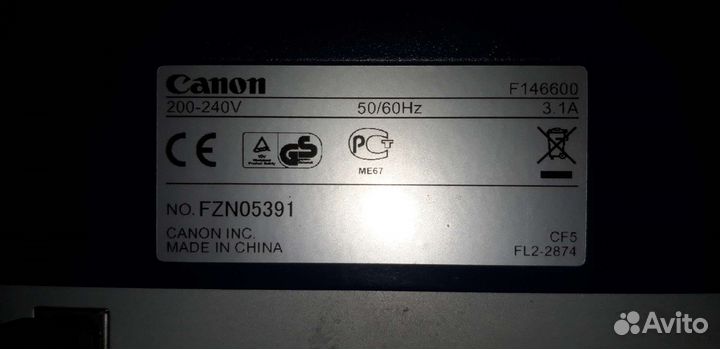 Canon F146600
200-240V 50/60Hz 3.1A
CE GS PCT
ME67
NO. FZN05391
CANON INC. CF5
MADE IN CHINA FL2-2874
Avito